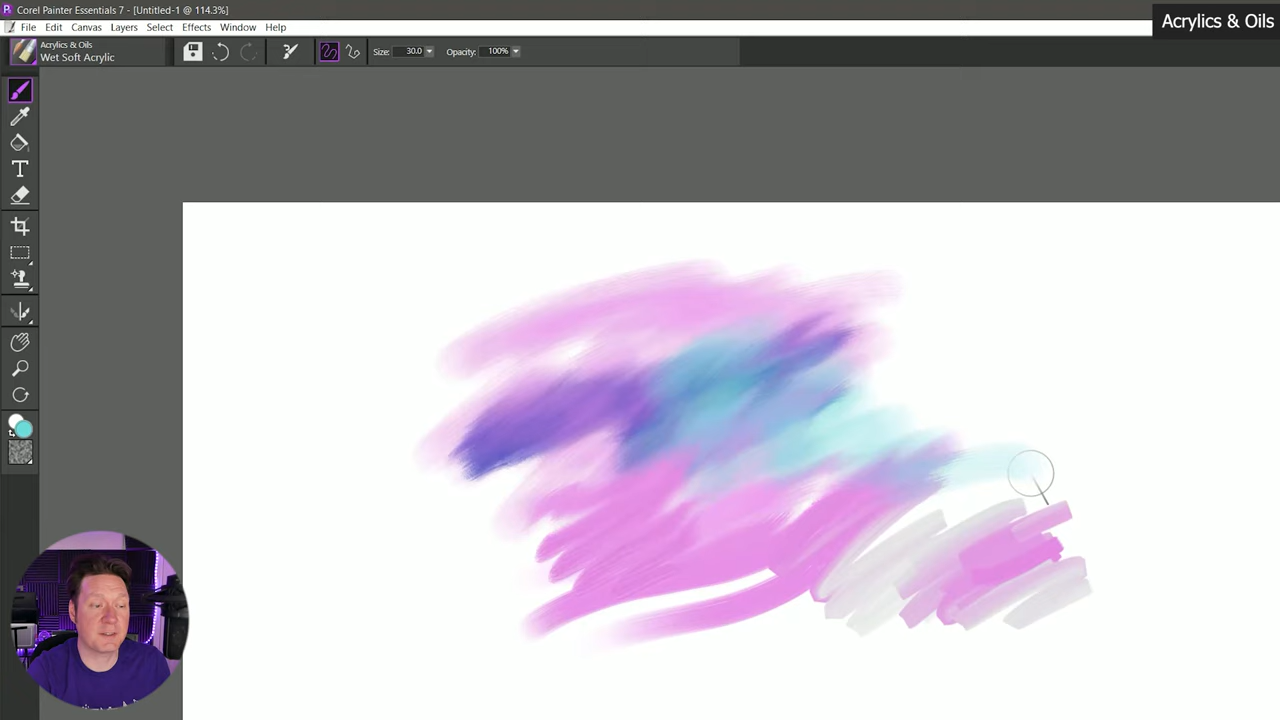 Corel Painter Essentials 7 - [Untitled-1 @ 114.3%]
File Edit Canvas Layers Select Effects Window Help
Acrylics & Oils
Acrylics & Oils
Wet Soft Acrylic
Size: 30.0 Opacity: 100%